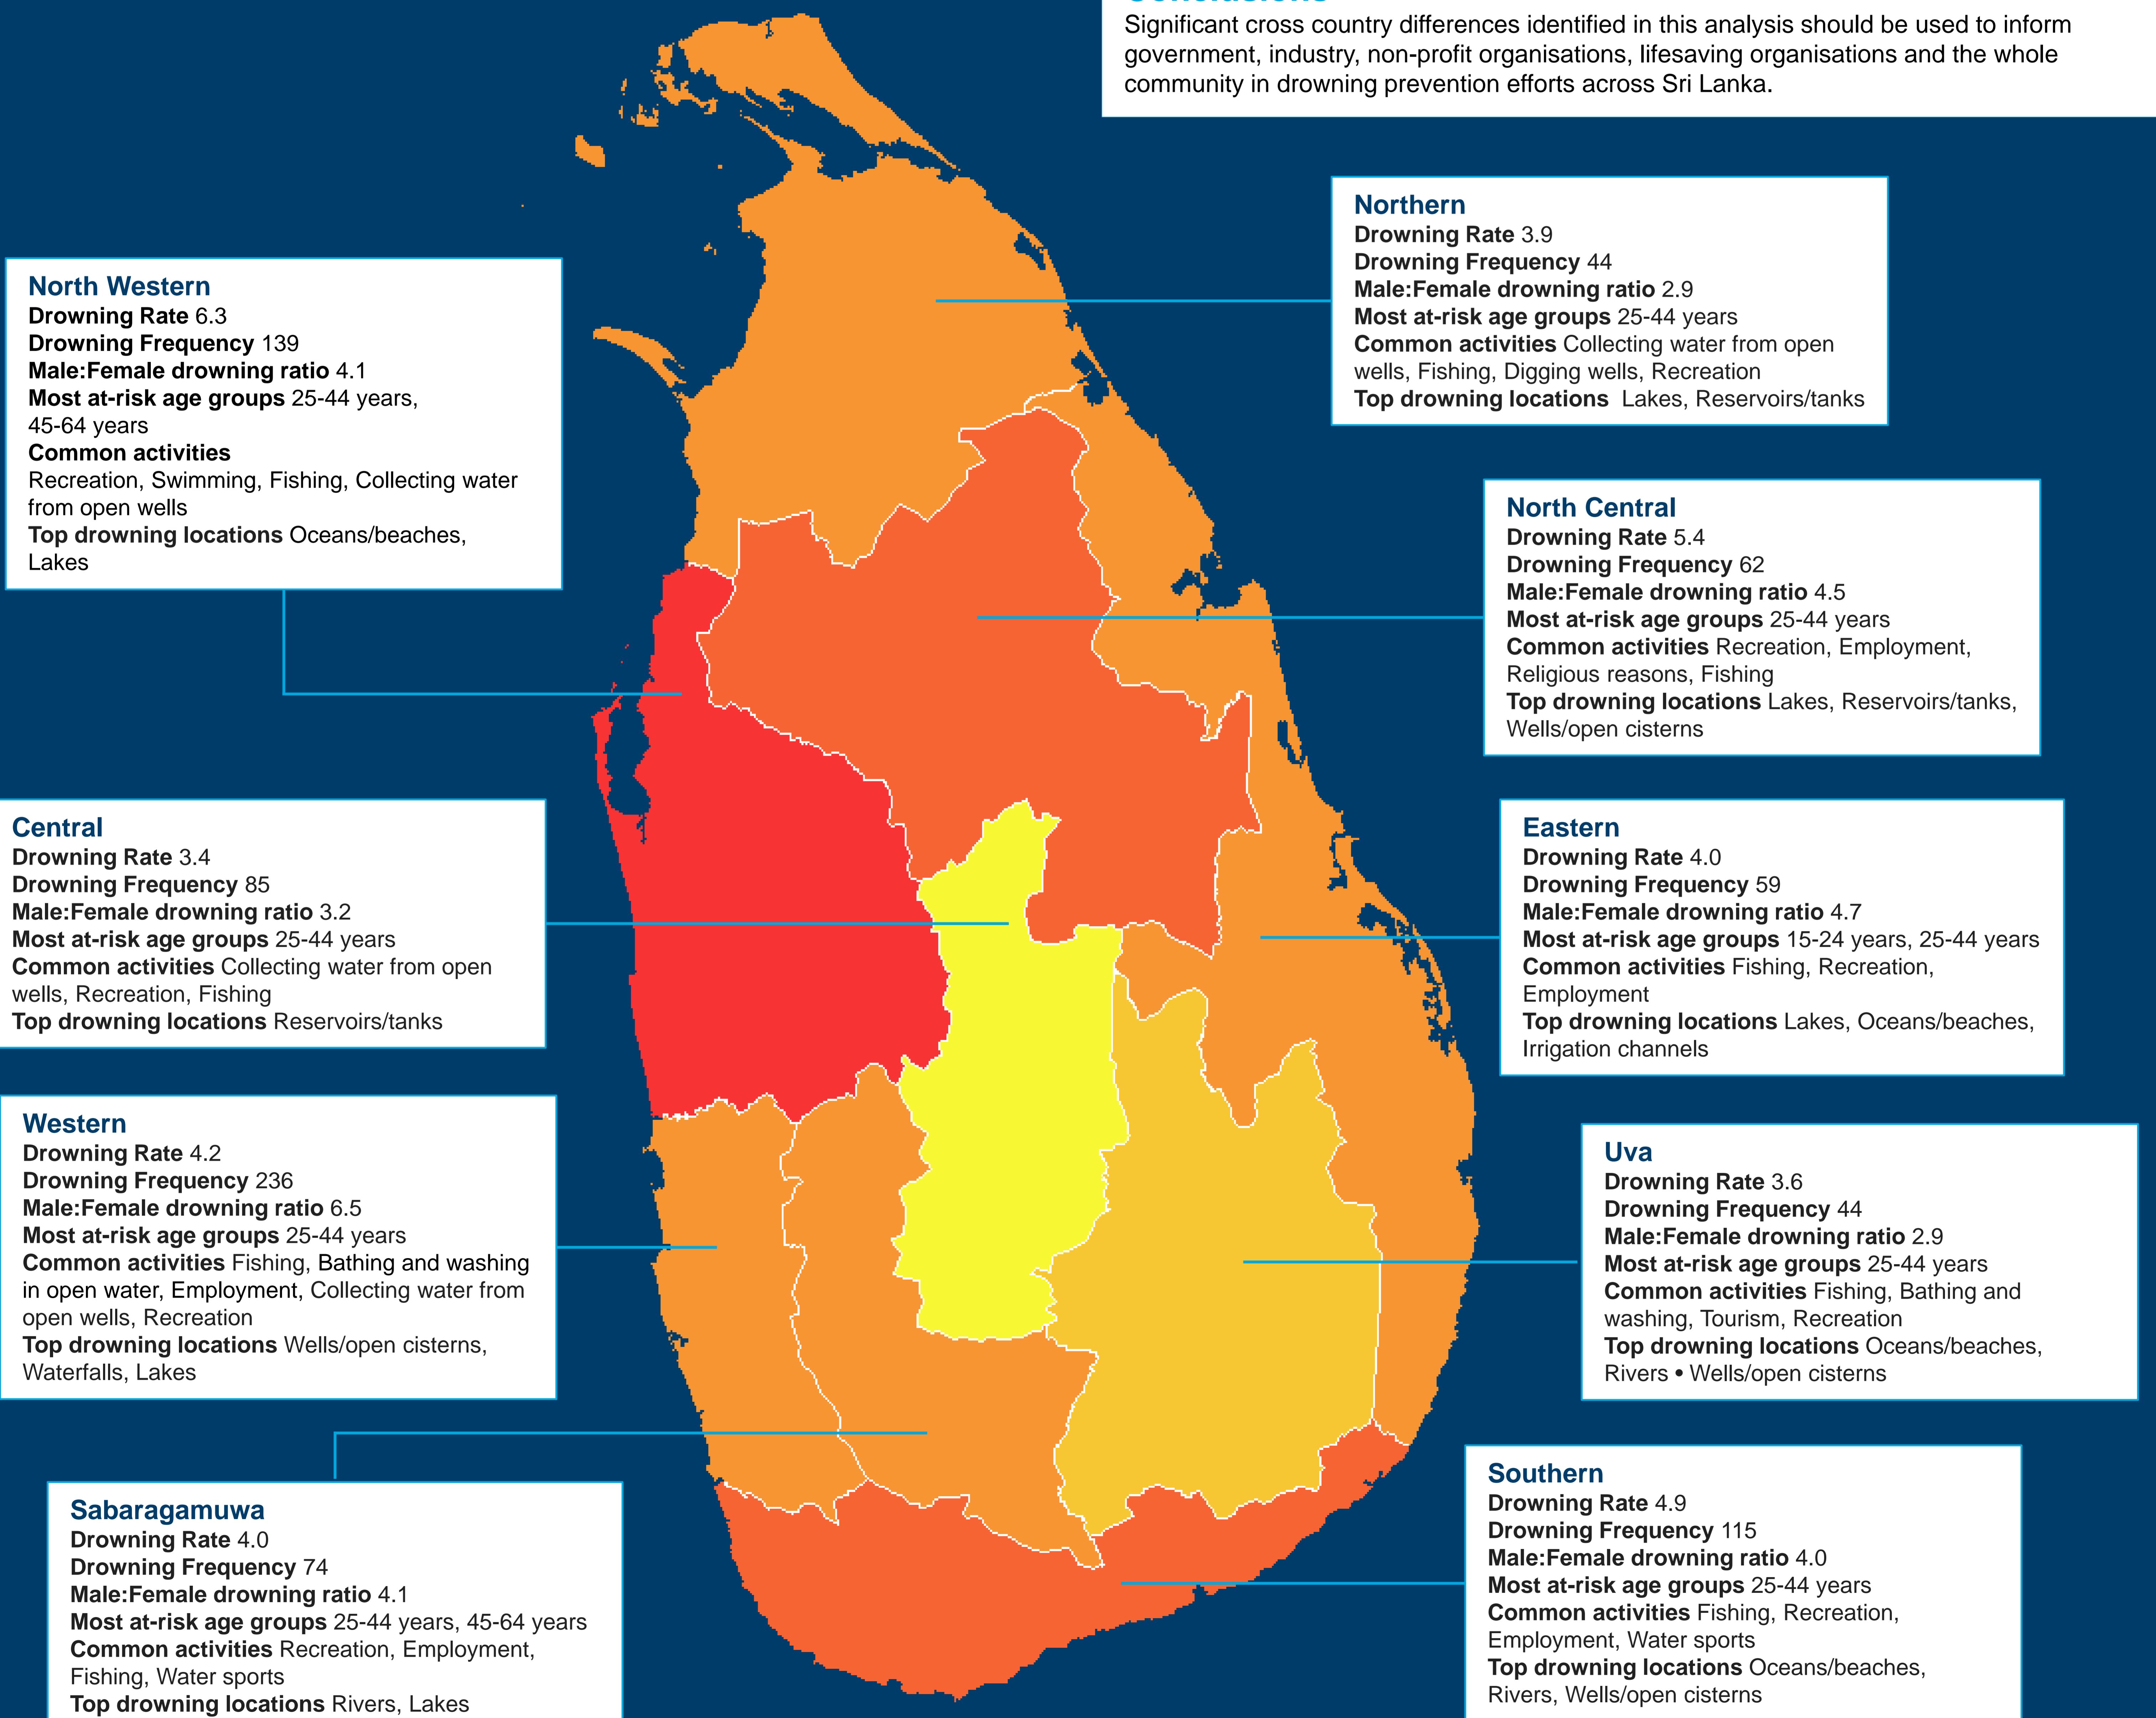 Conclusions
Significant cross country differences identified in this analysis should be used to inform
government, industry, non-profit organisations, lifesaving organisations and the whole
community in drowning prevention efforts across Sri Lanka.
Northern
Drowning Rate 3.9
Drowning Frequency 44
Male:Female drowning ratio 2.9
Most at-risk age groups 25-44 years
Common activities Collecting water from open
wells, Fishing, Digging wells, Recreation
Top drowning locations Lakes, Reservoirs/tanks
North Western
Drowning Rate 6.3
Drowning Frequency 139
Male:Female drowning ratio 4.1
Most at-risk age groups 25-44 years,
45-64 years
Common activities
Recreation, Swimming, Fishing, Collecting water
from open wells
Top drowning locations Oceans/beaches,
Lakes
North Central
Drowning Rate 5.4
Drowning Frequency 62
Male:Female drowning ratio 4.5
Most at-risk age groups 25-44 years
Common activities Recreation, Employment,
Religious reasons, Fishing
Top drowning locations Lakes, Reservoirs/tanks,
Wells/open cisterns
Central
Drowning Rate 3.4
Drowning Frequency 85
Male:Female drowning ratio 3.2
Most at-risk age groups 25-44 years
Common activities Collecting water from open
wells, Recreation, Fishing
Top drowning locations Reservoirs/tanks
Eastern
Drowning Rate 4.0
Drowning Frequency 59
Male:Female drowning ratio 4.7
Most at-risk age groups 15-24 years, 25-44 years
Common activities Fishing, Recreation,
Employment
Top drowning locations Lakes, Oceans/beaches,
Irrigation channels
Western
Drowning Rate 4.2
Drowning Frequency 236
Male:Female drowning ratio 6.5
Most at-risk age groups 25-44 years
Common activities Fishing, Bathing and washing
in open water, Employment, Collecting water from
open wells, Recreation
Top drowning locations Wells/open cisterns,
Waterfalls, Lakes
Uva
Drowning Rate 3.6
Drowning Frequency 44
Male:Female drowning ratio 2.9
Most at-risk age groups 25-44 years
Common activities Fishing, Bathing and
washing, Tourism, Recreation
Top drowning locations Oceans/beaches,
Rivers • Wells/open cisterns
Sabaragamuwa
Drowning Rate 4.0
Drowning Frequency 74
Male:Female drowning ratio 4.1
Most at-risk age groups 25-44 years, 45-64 years
Common activities Recreation, Employment,
Fishing, Water sports
Top drowning locations Rivers, Lakes
Southern
Drowning Rate 4.9
Drowning Frequency 115
Male:Female drowning ratio 4.0
Most at-risk age groups 25-44 years
Common activities Fishing, Recreation,
Employment, Water sports
Top drowning locations Oceans/beaches,
Rivers, Wells/open cisterns